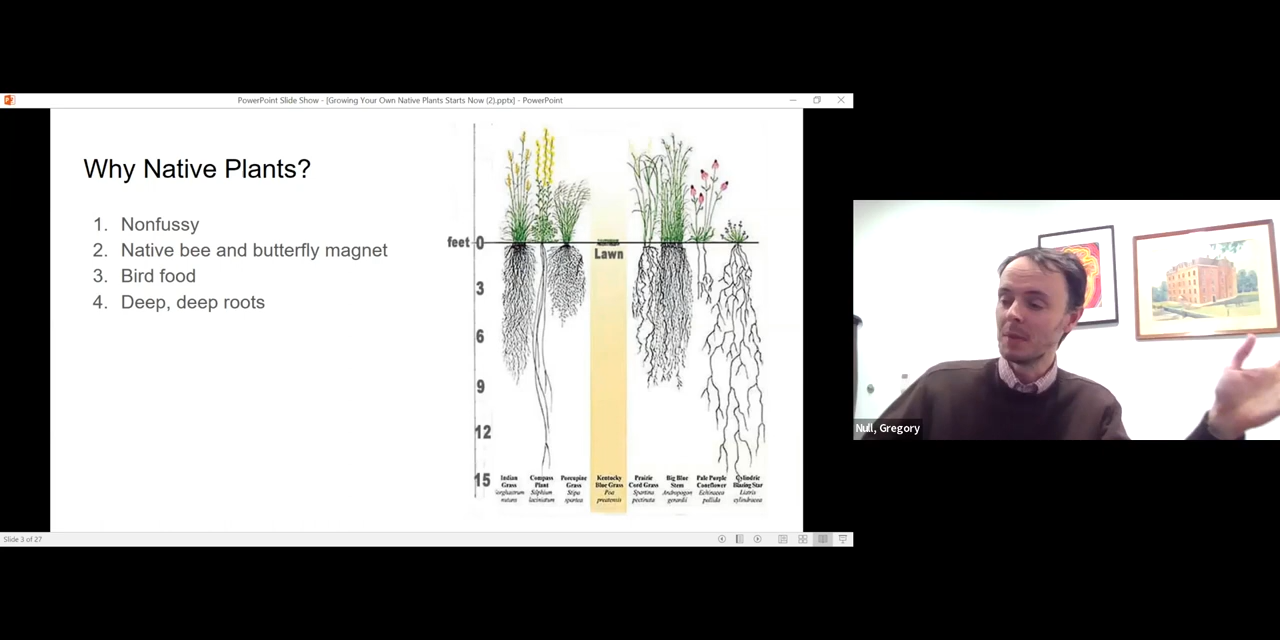 PowerPoint Slide Show - [Growing Your Own Native Plants Starts Now (2).pptx] - PowerPoint
Why Native Plants?
1. Nonfussy
2. Native bee and butterfly magnet
3. Bird food
4. Deep, deep roots
feet 0
Lawn
3
6
9
12
15
Indian
Grass
orghastrum
nutans
Compass
Plant
Silphium
laciniatum
Porcupine
Grass
Stipa
spartea
Kentucky
Blue Grass
Poa
pratensis
Prairie
Cord Grass
Spartina
pectinata
Big Blue
Stem
Andropogon
gerardii
Pale Purple
Coneflower
Echinacea
pallida
Cylindric
Blazing Star
Liatris
cylindracea
Null, Gregory
Slide 3 of 27